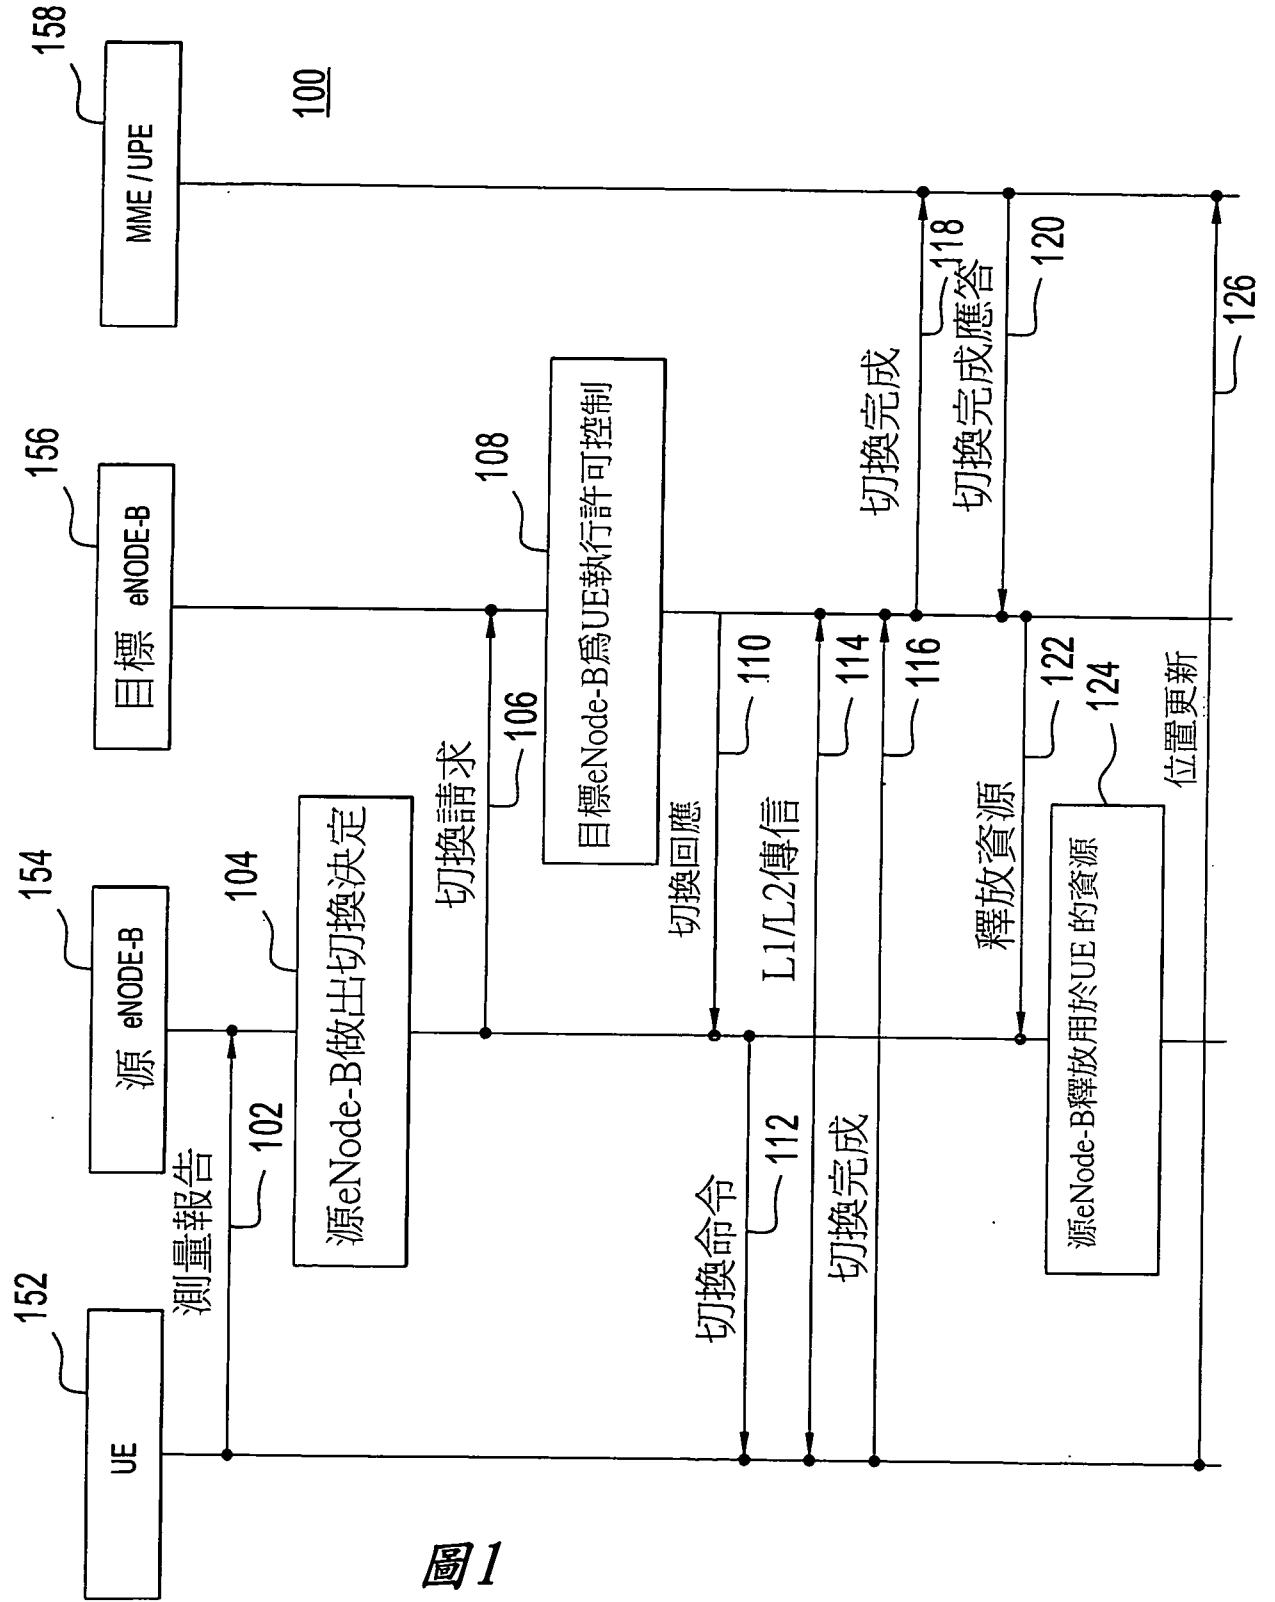 100
UE
152
源 eNODE-B
154
目標 eNODE-B
156
MME / UPE
158
測量報告
102
源eNode-B做出切換決定
104
切換請求
106
目標eNode-B爲UE執行許可控制
108
切換回應
110
切換命令
112
L1/L2傳信
114
切換完成
116
切換完成
118
切換完成應答
120
釋放資源
122
源eNode-B釋放用於UE 的資源
124
位置更新
126
圖1